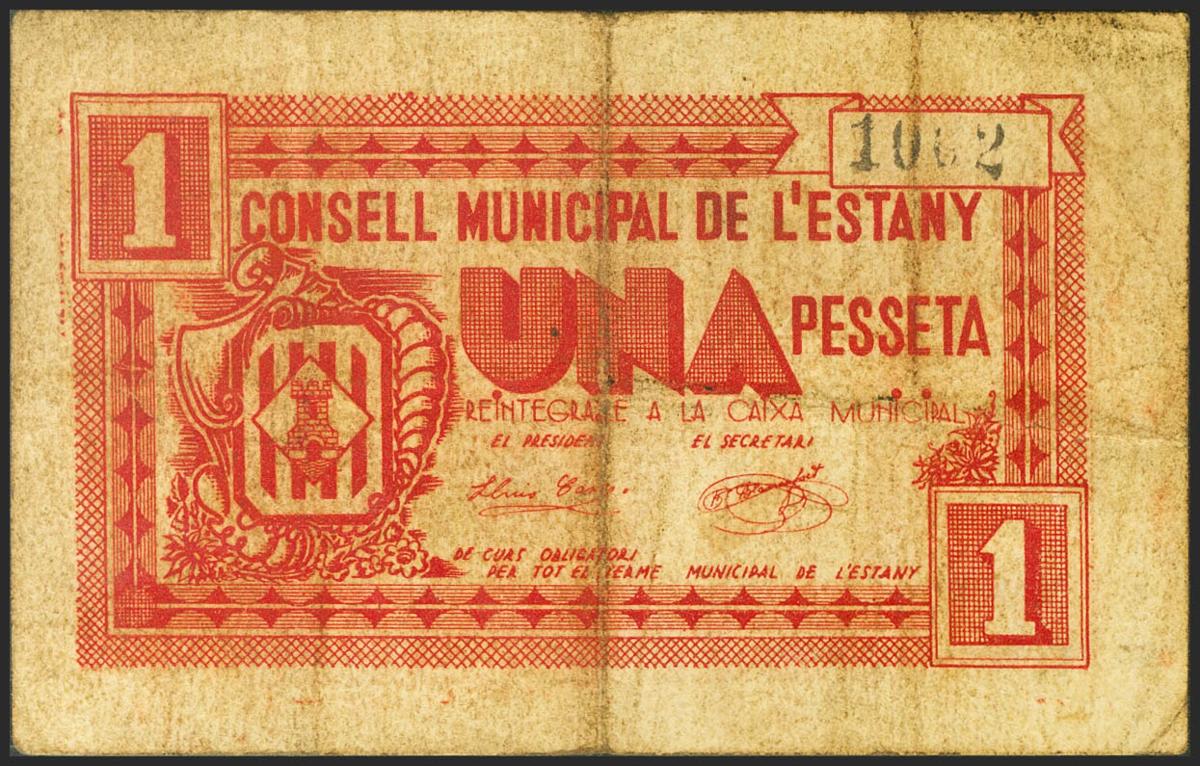 1
1002
CONSELL MUNICIPAL DE L'ESTANY
UNA PESSETA
REINTEGRABLE A LA CAIXA MUNICIPAL
EL PRESIDENT EL SECRETARI
DE CURS OBLIGATORI
PER TOT EL TERME MUNICIPAL DE L'ESTANY
1